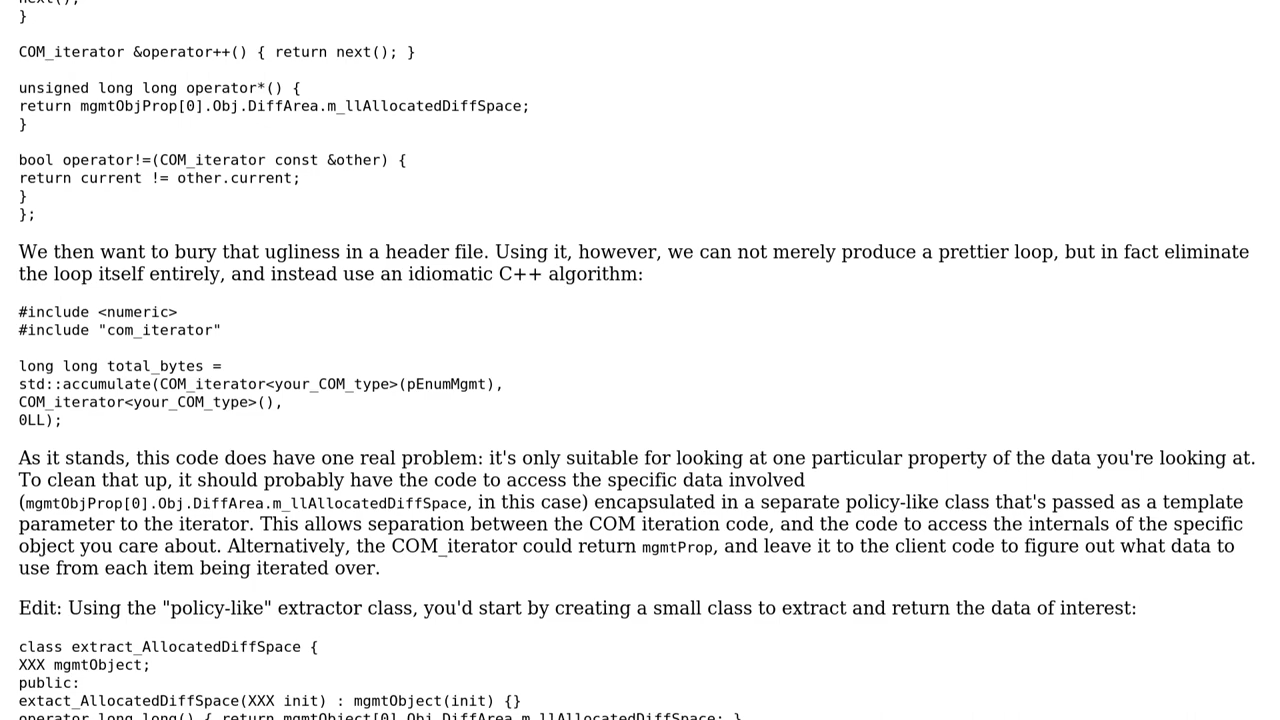 next();
}
COM_iterator &operator++() { return next(); }
unsigned long long operator*() {
return mgmtObjProp[0].Obj.DiffArea.m_llAllocatedDiffSpace;
}
bool operator!=(COM_iterator const &other) {
return current != other.current;
}
};
We then want to bury that ugliness in a header file. Using it, however, we can not merely produce a prettier loop, but in fact eliminate
the loop itself entirely, and instead use an idiomatic C++ algorithm:
#include <numeric>
#include "com_iterator"
long long total_bytes =
std::accumulate(COM_iterator<your_COM_type>(pEnumMgmt),
COM_iterator<your_COM_type>(),
0LL);
As it stands, this code does have one real problem: it's only suitable for looking at one particular property of the data you're looking at.
To clean that up, it should probably have the code to access the specific data involved
(mgmtObjProp[0].Obj.DiffArea.m_llAllocatedDiffSpace, in this case) encapsulated in a separate policy-like class that's passed as a template
parameter to the iterator. This allows separation between the COM iteration code, and the code to access the internals of the specific
object you care about. Alternatively, the COM_iterator could return mgmtProp, and leave it to the client code to figure out what data to
use from each item being iterated over.
Edit: Using the "policy-like" extractor class, you'd start by creating a small class to extract and return the data of interest:
class extract_AllocatedDiffSpace {
XXX mgmtObject;
public:
extact_AllocatedDiffSpace(XXX init) : mgmtObject(init) {}
operator long long() { return mgmtObject[0].Obj.DiffArea.m_llAllocatedDiffSpace; }